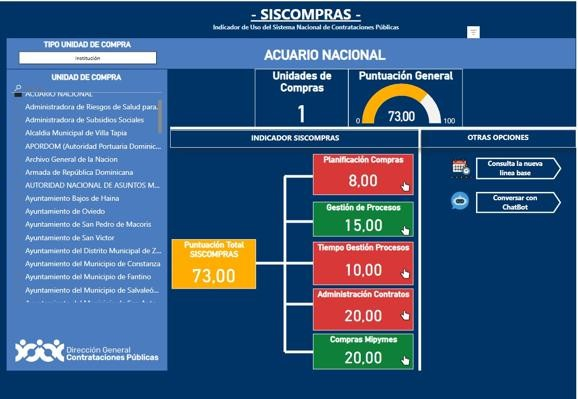 - SISCOMPRAS -
Indicador de Uso del Sistema Nacional de Contrataciones Públicas
TIPO UNIDAD DE COMPRA
Institución
ACUARIO NACIONAL
UNIDAD DE COMPRA
ACUARIO NACIONAL
Administradora de Riesgos de Salud para...
Administradora de Subsidios Sociales
Alcaldia Municipal de Villa Tapia
APORDOM (Autoridad Portuaria Dominic...
Archivo General de la Nacion
Armada de República Dominicana
AUTORIDAD NACIONAL DE ASUNTOS M...
Ayuntamiento Bajos de Haina
Ayuntamiento de Oviedo
Ayuntamiento de San Pedro de Macoris
Ayuntamiento de San Victor
Ayuntamiento del Distrito Municipal de Z...
Ayuntamiento del Municipio de Constanza
Ayuntamiento del Municipio de Fantino
Ayuntamiento del Municipio de Salvaleó...
Dirección General
Contrataciones Públicas
Unidades de
Compras
1
Puntuación General
0
73,00
100
INDICADOR SISCOMPRAS
OTRAS OPCIONES
Puntuación Total
SISCOMPRAS
73,00
Planificación Compras
8,00
Gestión de Procesos
15,00
Tiempo Gestión Procesos
10,00
Administración Contratos
20,00
Compras Mipymes
20,00
Consulta la nueva
linea base
Conversar con
ChatBot